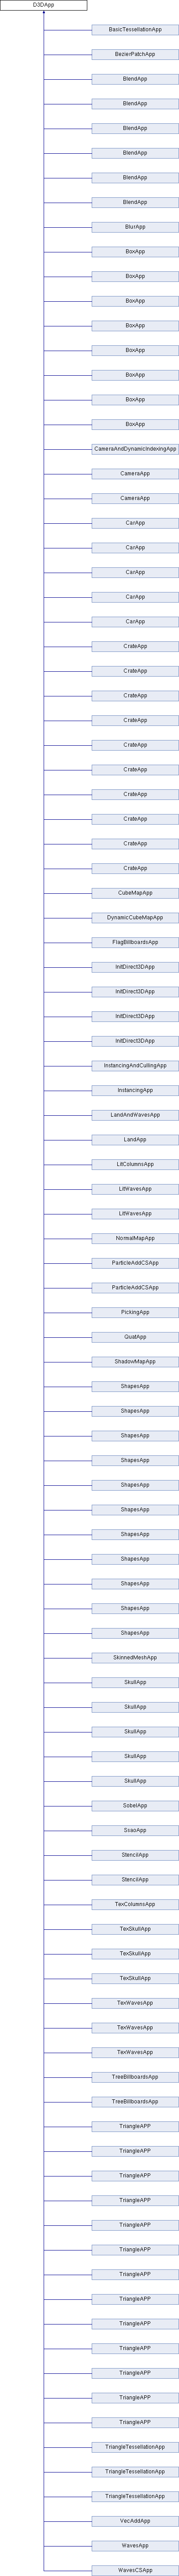 D3DApp
BasicTessellationApp
BezierPatchApp
BlendApp
BlendApp
BlendApp
BlendApp
BlendApp
BlendApp
BlurApp
BoxApp
BoxApp
BoxApp
BoxApp
BoxApp
BoxApp
BoxApp
BoxApp
CameraAndDynamicIndexingApp
CameraApp
CameraApp
CarApp
CarApp
CarApp
CarApp
CarApp
CrateApp
CrateApp
CrateApp
CrateApp
CrateApp
CrateApp
CrateApp
CrateApp
CrateApp
CrateApp
CubeMapApp
DynamicCubeMapApp
FlagBillboardsApp
InitDirect3DApp
InitDirect3DApp
InitDirect3DApp
InitDirect3DApp
InstancingAndCullingApp
InstancingApp
LandAndWavesApp
LandApp
LitColumnsApp
LitWavesApp
LitWavesApp
NormalMapApp
ParticleAddCSApp
ParticleAddCSApp
PickingApp
QuatApp
ShadowMapApp
ShapesApp
ShapesApp
ShapesApp
ShapesApp
ShapesApp
ShapesApp
ShapesApp
ShapesApp
ShapesApp
ShapesApp
ShapesApp
SkinnedMeshApp
SkullApp
SkullApp
SkullApp
SkullApp
SkullApp
SobelApp
SsaoApp
StencilApp
StencilApp
TexColumnsApp
TexSkullApp
TexSkullApp
TexSkullApp
TexWavesApp
TexWavesApp
TexWavesApp
TreeBillboardsApp
TreeBillboardsApp
TriangleAPP
TriangleAPP
TriangleAPP
TriangleAPP
TriangleAPP
TriangleAPP
TriangleAPP
TriangleAPP
TriangleAPP
TriangleAPP
TriangleAPP
TriangleAPP
TriangleAPP
TriangleTessellationApp
TriangleTessellationApp
TriangleTessellationApp
VecAddApp
WavesApp
WavesCSApp